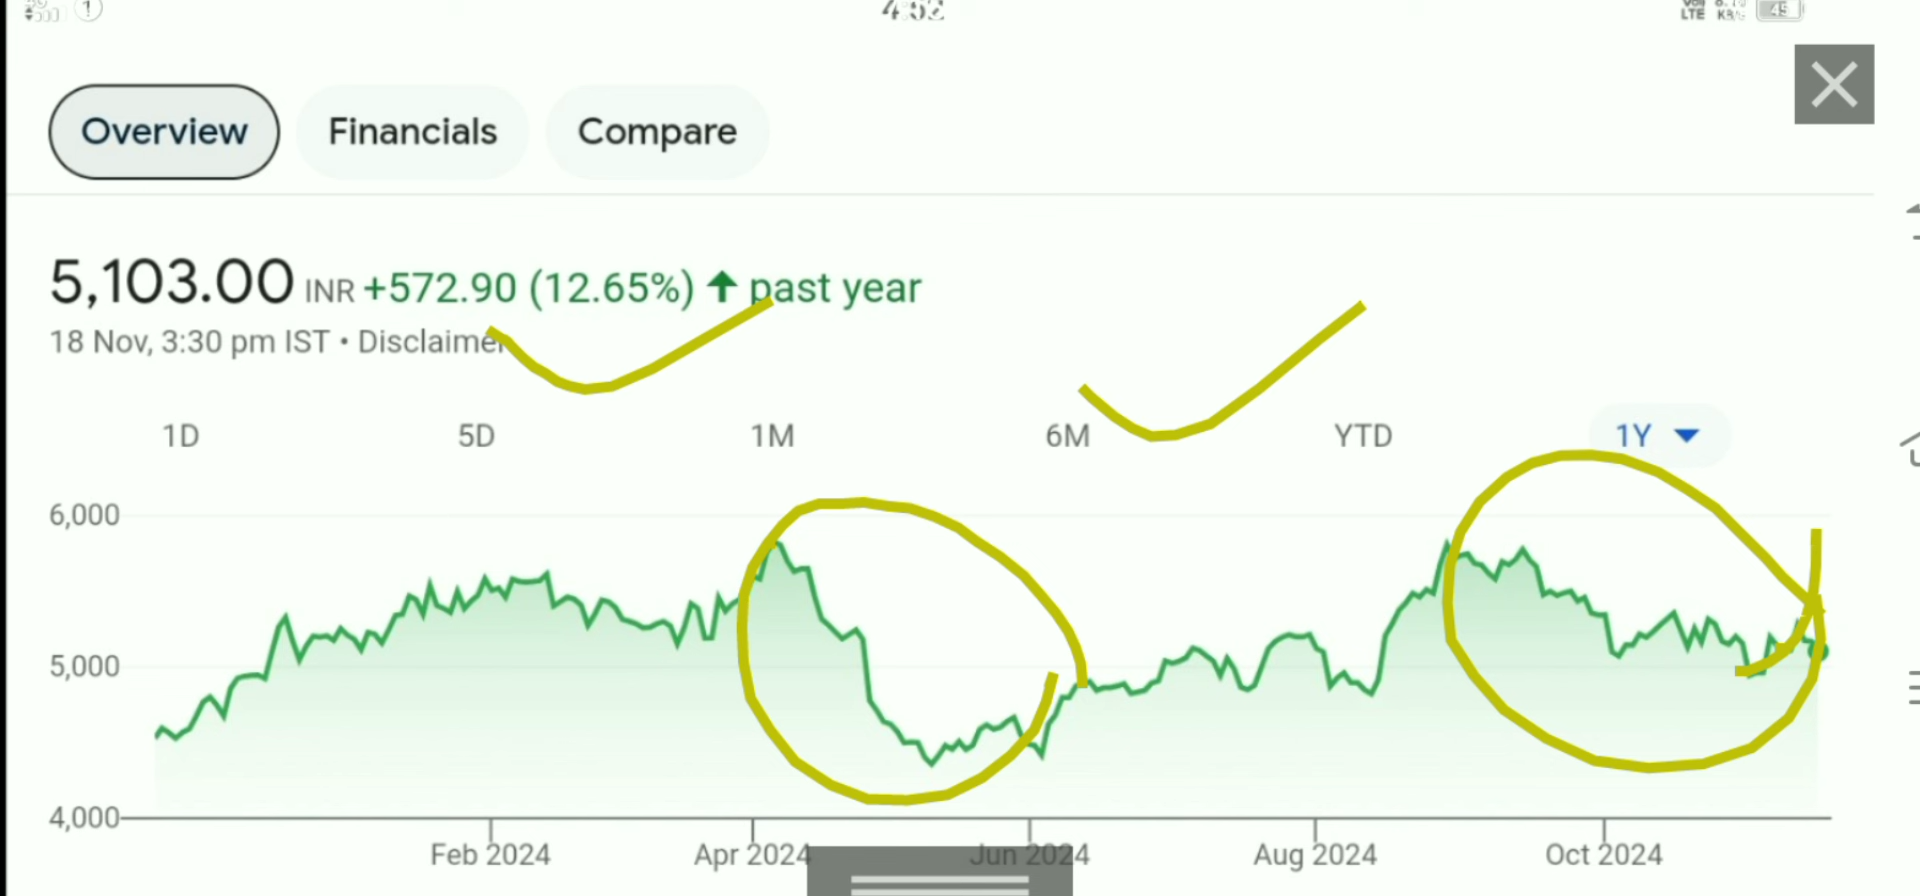 4:52
Overview Financials Compare
5,103.00 INR +572.90 (12.65%) ↑ past year
18 Nov, 3:30 pm IST • Disclaimer
1D 5D 1M 6M YTD 1Y
6,000
5,000
4,000
Feb 2024 Apr 2024 Jun 2024 Aug 2024 Oct 2024